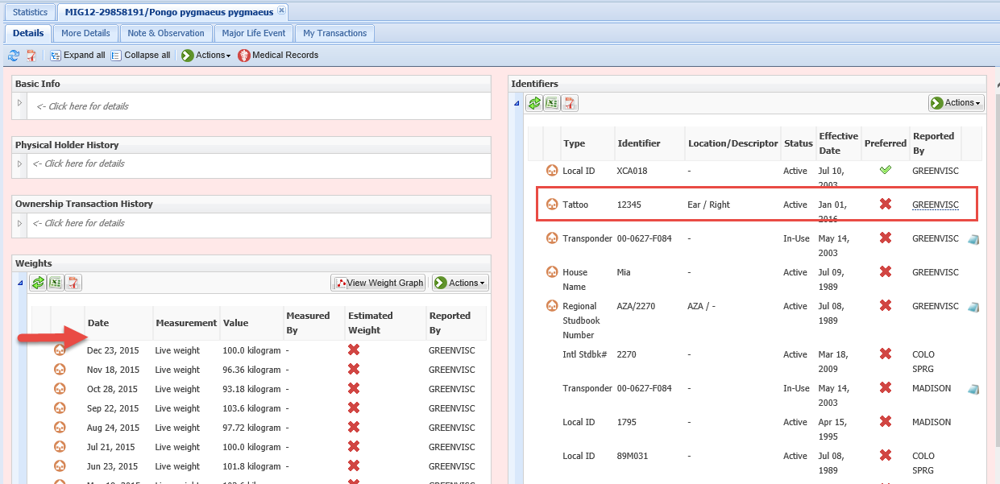 Statistics
MIG12-29858191/Pongo pygmaeus pygmaeus
Details
More Details
Note & Observation
Major Life Event
My Transactions
Expand all
Collapse all
Actions
Medical Records
Basic Info
<- Click here for details
Physical Holder History
<- Click here for details
Ownership Transaction History
<- Click here for details
Weights
View Weight Graph
Actions
Date Measurement Value Measured By Estimated Weight Reported By
Dec 23, 2015 Live weight 100.0 kilogram - GREENVISC
Nov 18, 2015 Live weight 96.36 kilogram - GREENVISC
Oct 28, 2015 Live weight 93.18 kilogram - GREENVISC
Sep 22, 2015 Live weight 103.6 kilogram - GREENVISC
Aug 24, 2015 Live weight 97.72 kilogram - GREENVISC
Jul 21, 2015 Live weight 100.0 kilogram - GREENVISC
Jun 23, 2015 Live weight 101.8 kilogram - GREENVISC
Identifiers
Actions
Type Identifier Location/Descriptor Status Effective Date Preferred Reported By
Local ID XCA018 - Active Jul 10, 2003 GREENVISC
Tattoo 12345 Ear / Right Active Jan 01, 2016 GREENVISC
Transponder 00-0627-F084 - In-Use May 14, 2003 GREENVISC
House Name Mia - Active Jul 09, 1989 GREENVISC
Regional Studbook Number AZA/2270 AZA / - Active Jul 08, 1989 GREENVISC
Intl Stdbk# 2270 - Active Mar 18, 2009 COLO SPRG
Transponder 00-0627-F084 - In-Use May 14, 2003 MADISON
Local ID 1795 - Active Apr 15, 1995 MADISON
Local ID 89M031 - Active Jul 08, 1989 COLO SPRG